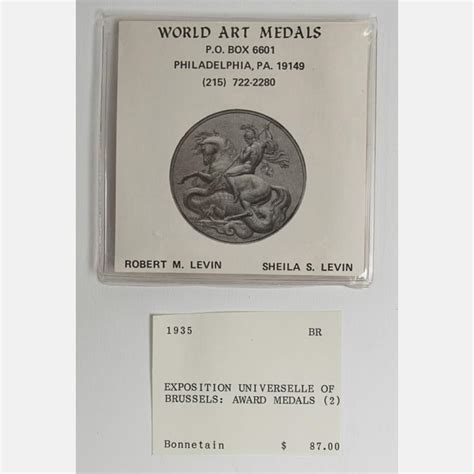 WORLD ART MEDALS
P.O. BOX 6601
PHILADELPHIA, PA. 19149
(215) 722-2280
ROBERT M. LEVIN SHEILA S. LEVIN
1935 BR
EXPOSITION UNIVERSELLE OF
BRUSSELS: AWARD MEDALS (2)
Bonnetain $ 87.00